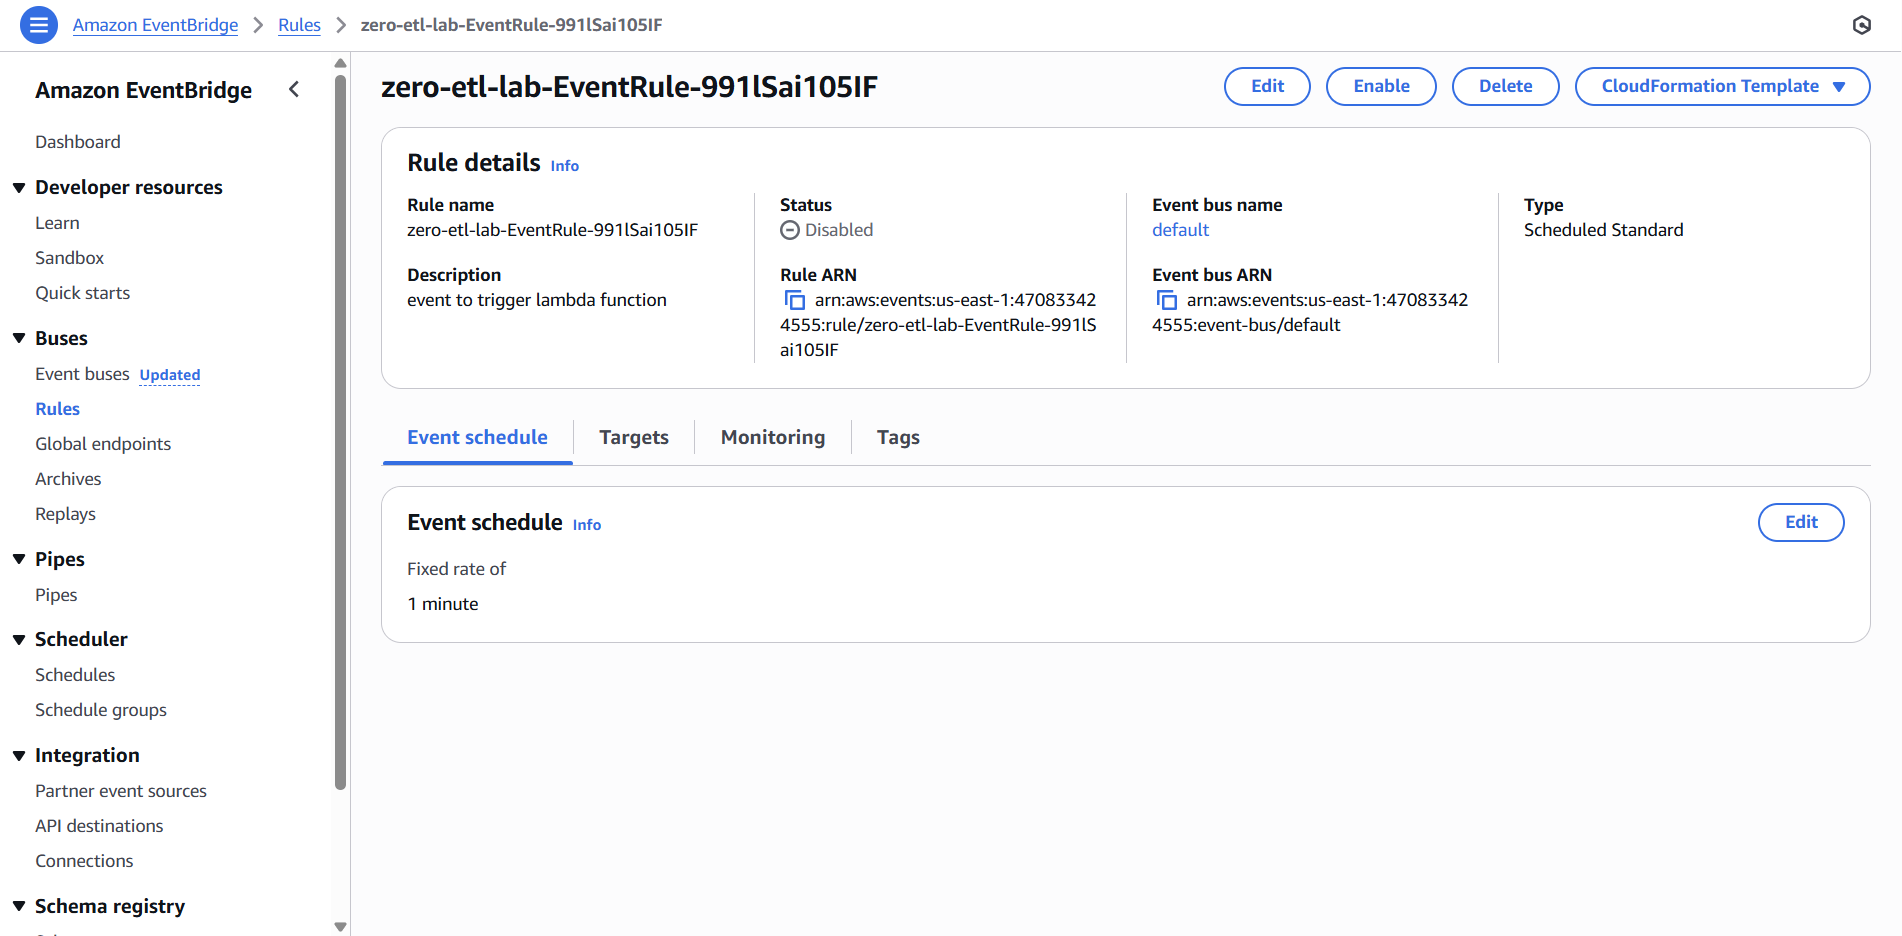 Amazon EventBridge > Rules > zero-etl-lab-EventRule-991lSai105IF
Amazon EventBridge
Dashboard
Developer resources
Learn
Sandbox
Quick starts
Buses
Event buses Updated
Rules
Global endpoints
Archives
Replays
Pipes
Pipes
Scheduler
Schedules
Schedule groups
Integration
Partner event sources
API destinations
Connections
Schema registry
zero-etl-lab-EventRule-991lSai105IF
Edit
Enable
Delete
CloudFormation Template
Rule details Info
Rule name
zero-etl-lab-EventRule-991lSai105IF
Description
event to trigger lambda function
Status
Disabled
Rule ARN
arn:aws:events:us-east-1:47083342
4555:rule/zero-etl-lab-EventRule-991lS
ai105IF
Event bus name
default
Event bus ARN
arn:aws:events:us-east-1:47083342
4555:event-bus/default
Type
Scheduled Standard
Event schedule
Targets
Monitoring
Tags
Event schedule Info
Edit
Fixed rate of
1 minute